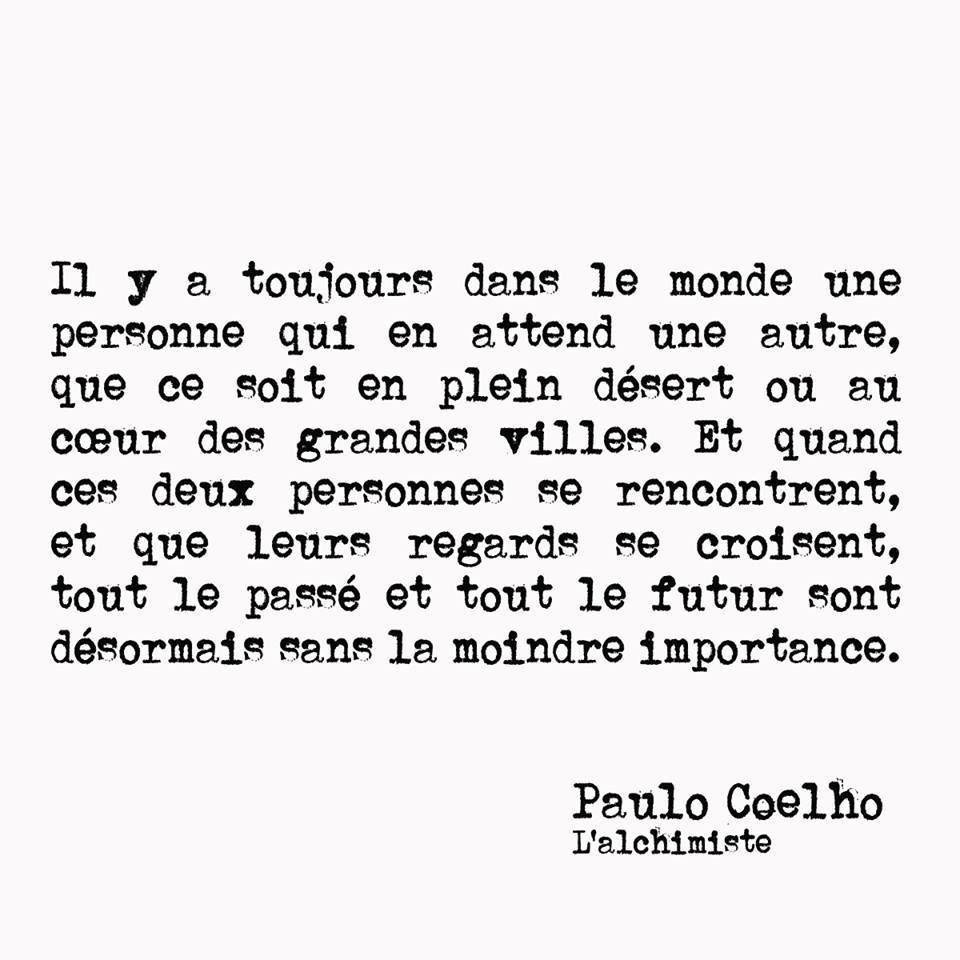 Il y a toujours dans le monde une
personne qui en attend une autre,
que ce soit en plein désert ou au
cœur des grandes villes. Et quand
ces deux personnes se rencontrent,
et que leurs regards se croisent,
tout le passé et tout le futur sont
désormais sans la moindre importance.
Paulo Coelho
L'alchimiste